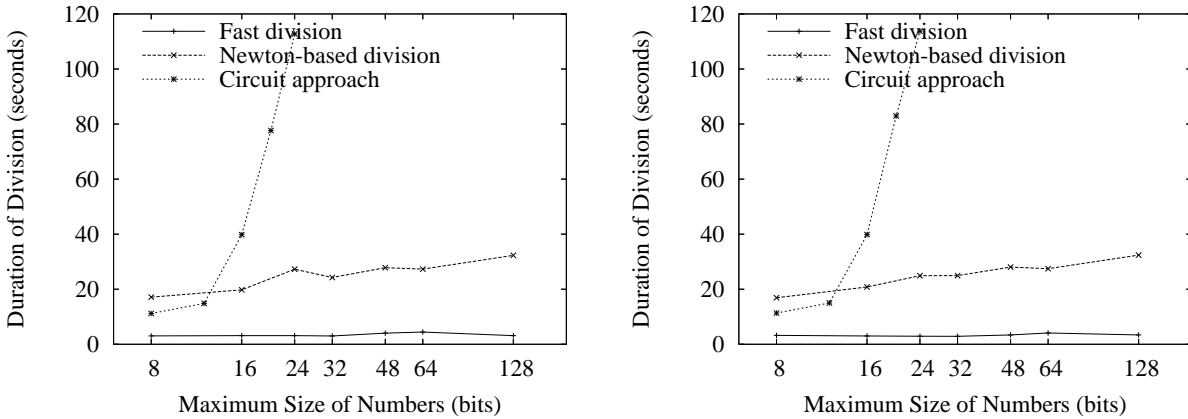 120
100
80
60
40
20
0
Duration of Division (seconds)
Fast division
Newton-based division
Circuit approach
8 16 24 32 48 64 128
Maximum Size of Numbers (bits)
120
100
80
60
40
20
0
Duration of Division (seconds)
Fast division
Newton-based division
Circuit approach
8 16 24 32 48 64 128
Maximum Size of Numbers (bits)